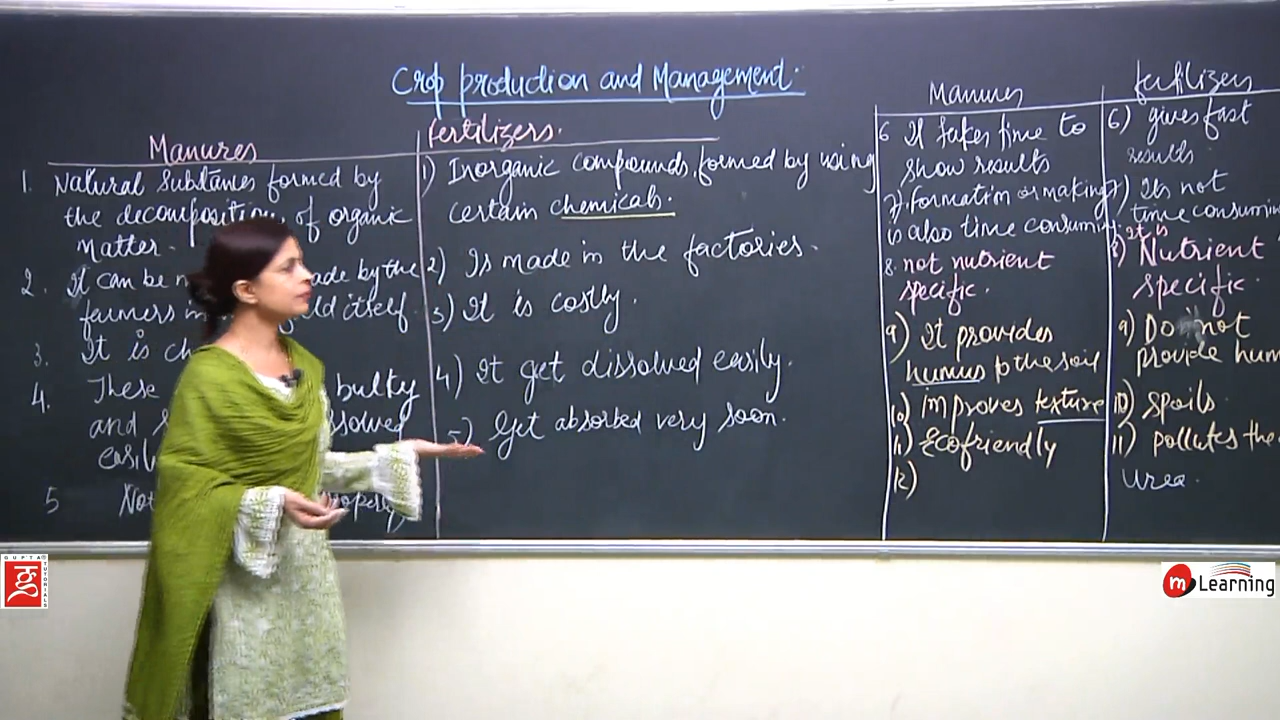 Crop production and Management.
Manures
fertilizers.
1. Natural Substances formed by
the decomposition of organic
Matter.
2. It can be made by the
farmers in itself.
3. It is
4. These bulky
and
easily
5 Not properly
1) Inorganic compounds, formed by using
certain chemicals.
2) Is made in the factories.
3) It is costly.
4) It get dissolved easily.
5) Get absorbed very soon.
Manures
fertilizers
6 It takes time to
show results
7. Formation or making
is also time consuming
8. not nutrient
specific.
9) It provides
humus to the soil
10) improves texture
11) Ecofriendly
12)
6) gives fast
results.
7) Its not
time consuming
8) It is
Nutrient
specific.
9) Do not
provide hum
10) Spoils
11) pollutes the
Urea.
GUPTA TUTORIALS
m Learning